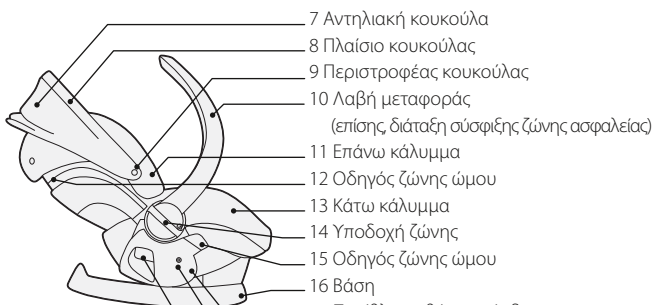 7 Αντηλιακή κουκούλα
8 Πλαίσιο κουκούλας
9 Περιστροφέας κουκούλας
10 Λαβή μεταφοράς
(επίσης, διάταξη σύσφιξης ζώνης ασφαλείας)
11 Επάνω κάλυμμα
12 Οδηγός ζώνης ώμου
13 Κάτω κάλυμμα
14 Υποδοχή ζώνης
15 Οδηγός ζώνης ώμου
16 Βάση